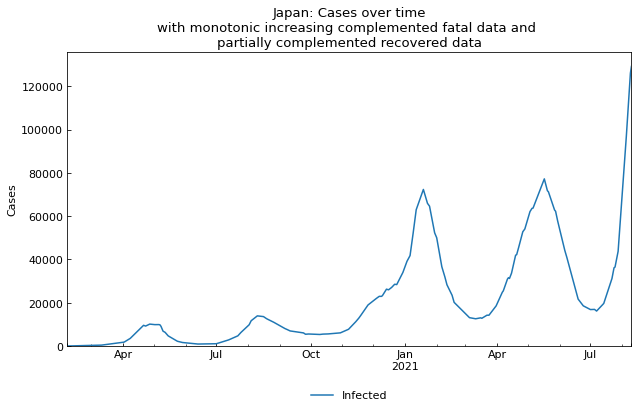 Japan: Cases over time
with monotonic increasing complemented fatal data and
partially complemented recovered data
120000
100000
80000
60000
40000
20000
0
Cases
Apr
Jul
Oct
Jan
2021
Apr
Jul
Infected